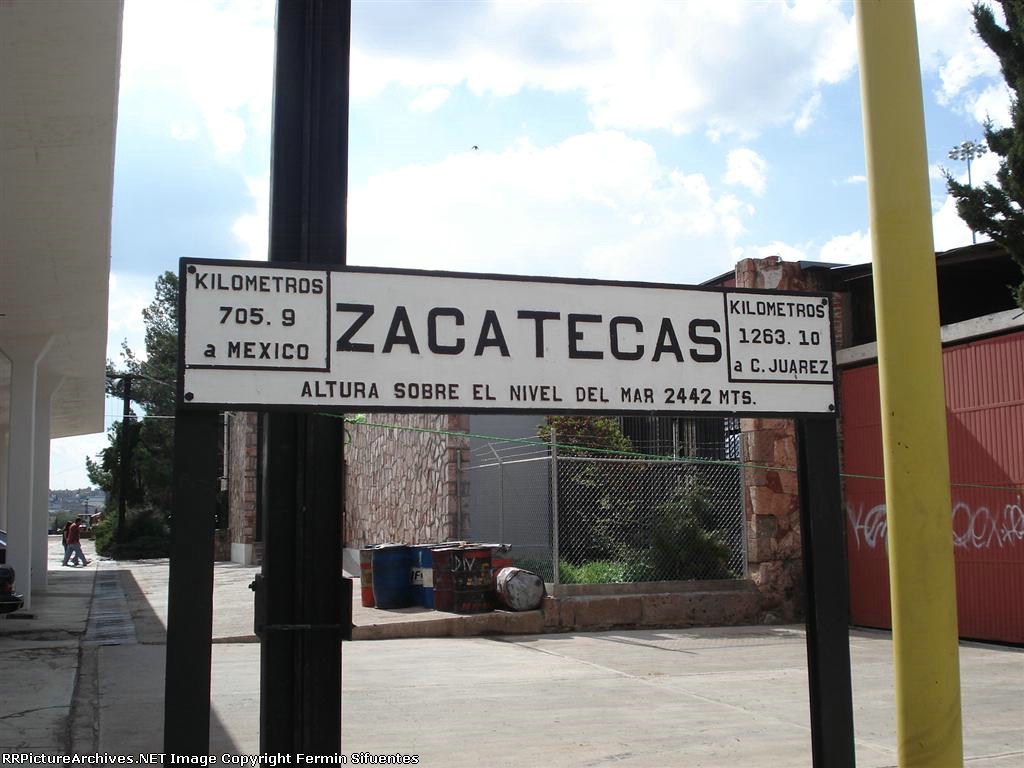 KILOMETROS
705.9
a MEXICO
ZACATECAS
KILOMETROS
1263.10
a C.JUAREZ
ALTURA SOBRE EL NIVEL DEL MAR 2442 MTS.
DIV
RRPictureArchives.NET Image Copyright Fermin Sifuentes